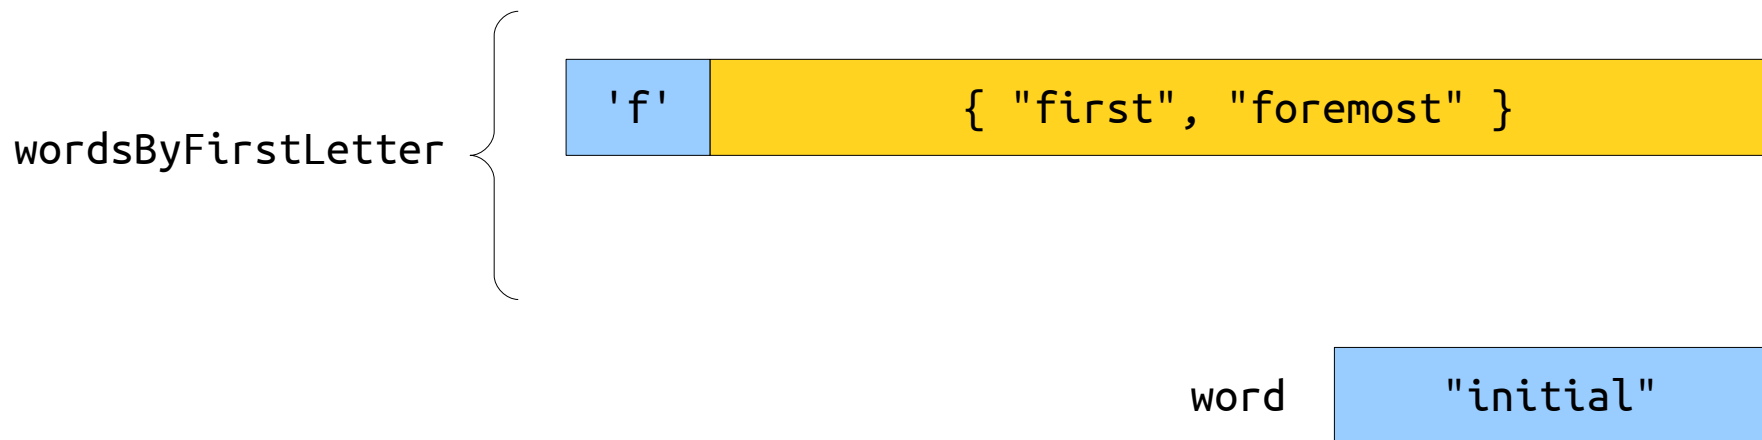 'f' { "first", "foremost" }
wordsByFirstLetter
word "initial"